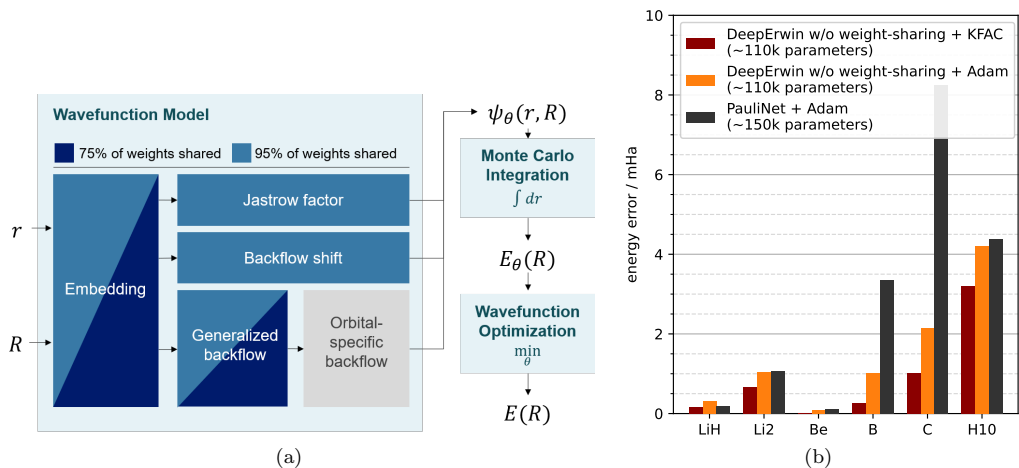 Wavefunction Model
75% of weights shared
95% of weights shared
r
R
Embedding
Jastrow factor
Backflow shift
Generalized
backflow
Orbital-
specific
backflow
ψ_θ(r, R)
Monte Carlo
Integration
∫ dr
E_θ(R)
Wavefunction
Optimization
min
θ
E(R)
(a)
energy error / mHa
10
8
6
4
2
0
DeepErwin w/o weight-sharing + KFAC
(~110k parameters)
DeepErwin w/o weight-sharing + Adam
(~110k parameters)
PauliNet + Adam
(~150k parameters)
LiH
Li2
Be
B
C
H10
(b)